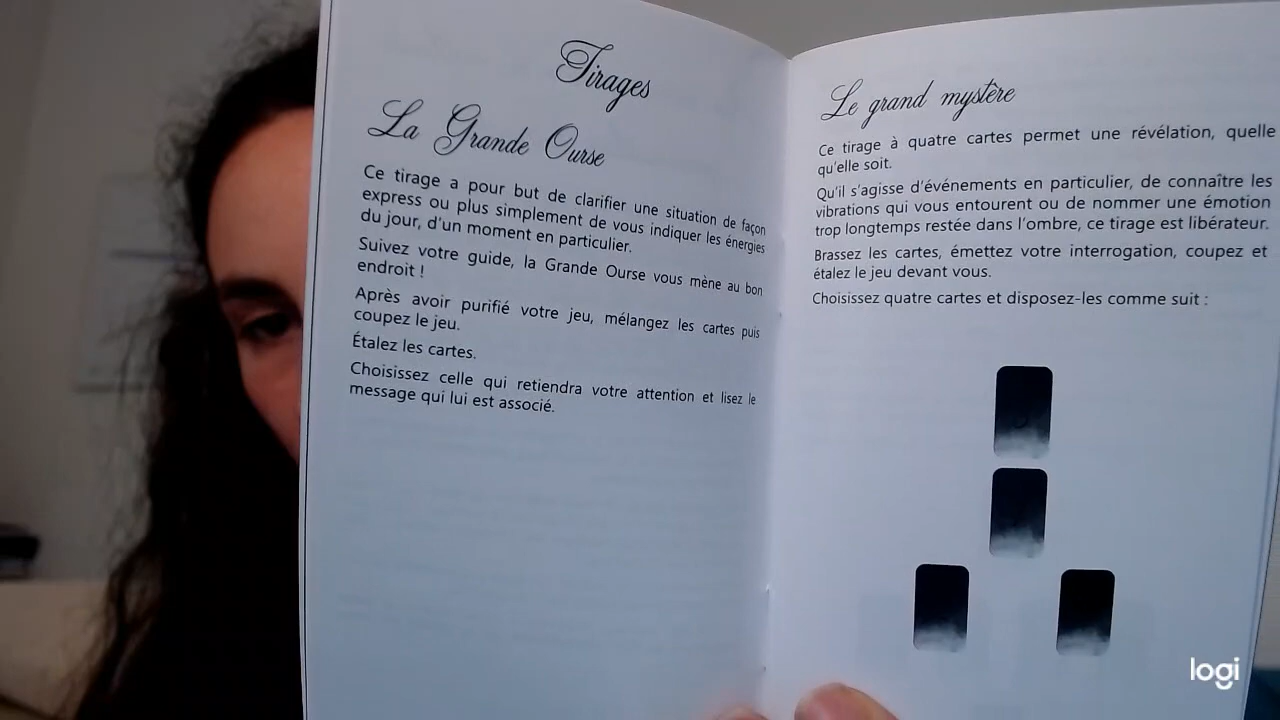 Tirages
La Grande Ourse
Ce tirage a pour but de clarifier une situation de façon
express ou plus simplement de vous indiquer les énergies
du jour, d'un moment en particulier.
Suivez votre guide, la Grande Ourse vous mène au bon
endroit !
Après avoir purifié votre jeu, mélangez les cartes puis
coupez le jeu.
Étalez les cartes.
Choisissez celle qui retiendra votre attention et lisez le
message qui lui est associé.
Le grand mystère
Ce tirage à quatre cartes permet une révélation, quelle
qu'elle soit.
Qu'il s'agisse d'événements en particulier, de connaître les
vibrations qui vous entourent ou de nommer une émotion
trop longtemps restée dans l'ombre, ce tirage est libérateur.
Brassez les cartes, émettez votre interrogation, coupez et
étalez le jeu devant vous.
Choisissez quatre cartes et disposez-les comme suit :
logi